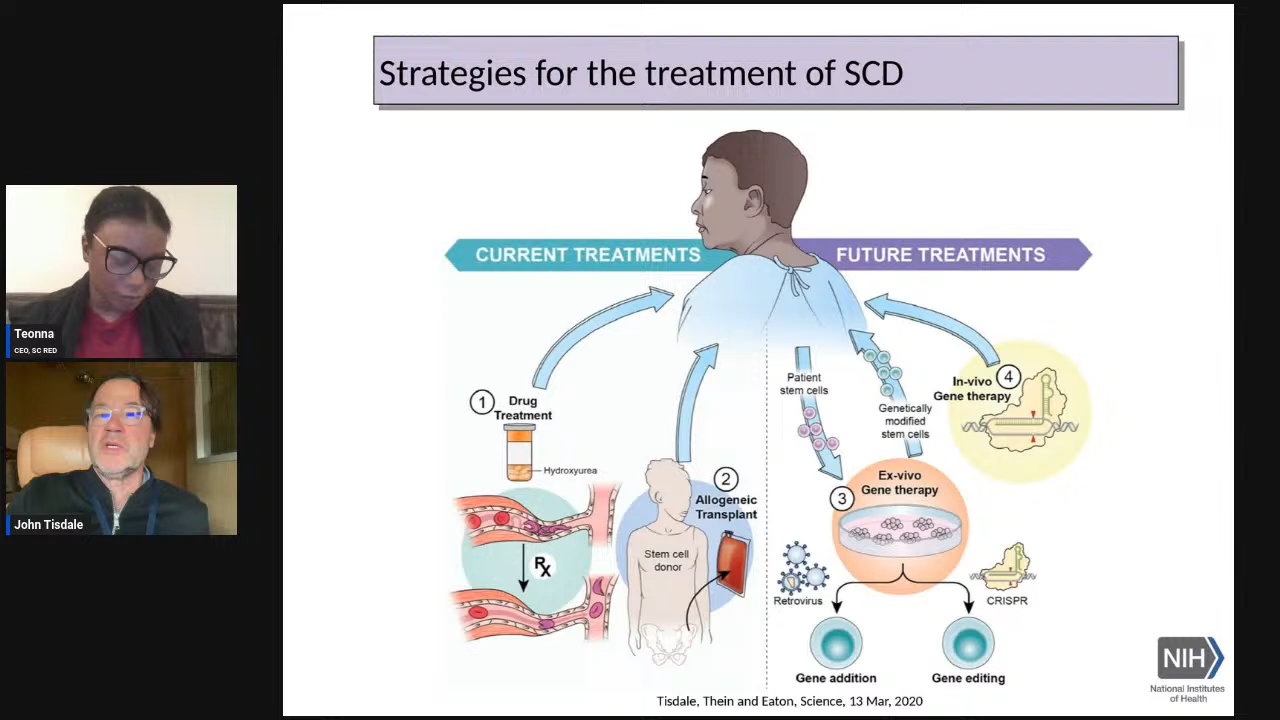 Strategies for the treatment of SCD
CURRENT TREATMENTS
FUTURE TREATMENTS
1
Drug
Treatment
Hydroxyurea
Rx
2
Allogeneic
Transplant
Stem cell
donor
Patient
stem cells
Genetically
modified
stem cells
In-vivo
Gene therapy
4
Ex-vivo
Gene therapy
3
Retrovirus
CRISPR
Gene addition
Gene editing
Tisdale, Thein and Eaton, Science, 13 Mar, 2020
NIH
National Institutes
of Health
Teonna
CEO, SC RED
John Tisdale